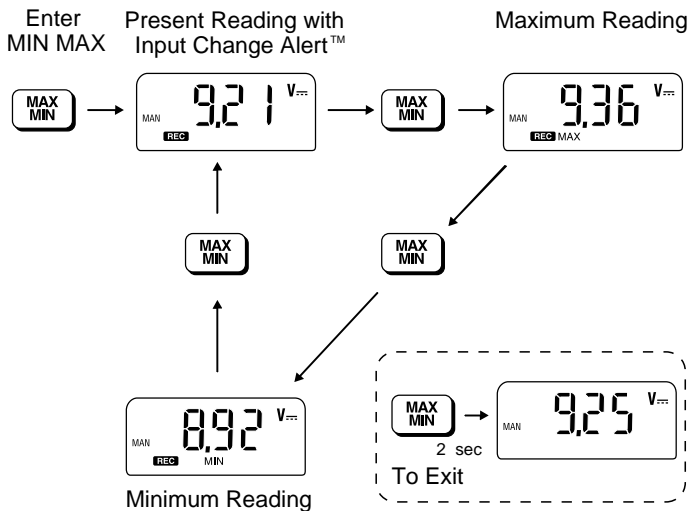 Enter
MIN MAX
Present Reading with
Input Change Alert™
Maximum Reading
MAX
MIN
MAN
9.21
V
REC
MAX
MIN
MAN
9.36
V
REC MAX
MAX
MIN
MAX
MIN
MAN
8.92
V
REC MIN
Minimum Reading
MAX
MIN
2 sec
To Exit
MAN
9.25
V